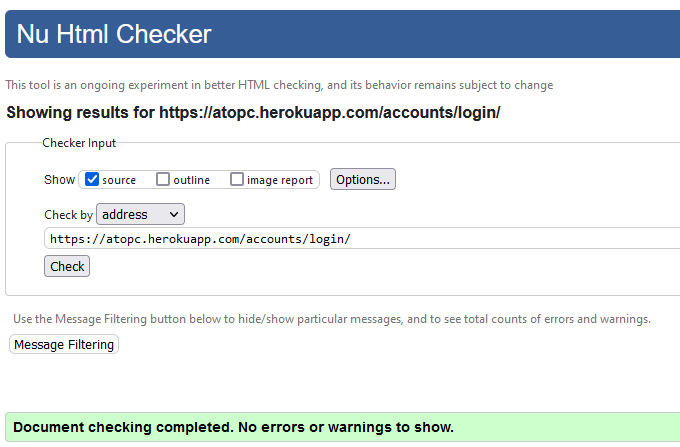 Nu Html Checker
This tool is an ongoing experiment in better HTML checking, and its behavior remains subject to change
Showing results for https://atopc.herokuapp.com/accounts/login/
Checker Input
Show source outline image report Options...
Check by address
https://atopc.herokuapp.com/accounts/login/
Check
Use the Message Filtering button below to hide/show particular messages, and to see total counts of errors and warnings.
Message Filtering
Document checking completed. No errors or warnings to show.